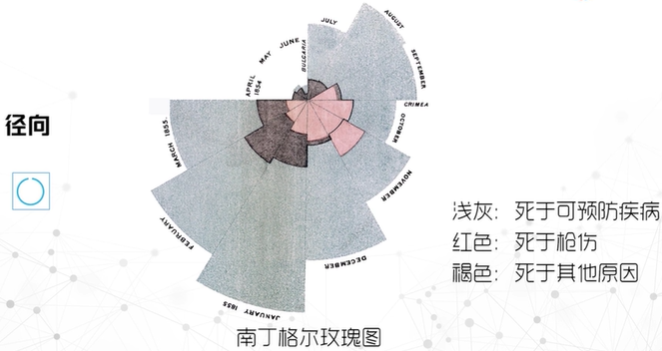 APRIL 1854
MAY
JUNE
BULGARIA
JULY
AUGUST
SEPTEMBER
CRIMEA
OCTOBER
NOVEMBER
DECEMBER
JANUARY 1855
FEBRUARY
MARCH 1855.
径向
浅灰：死于可预防疾病
红色：死于枪伤
褐色：死于其他原因
南丁格尔玫瑰图